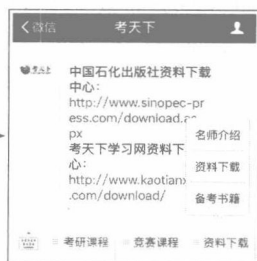 微信
考天下
考天下
中国石化出版社资料下载
中心:
http://www.sinopec-pr
ess.com/download.as
px
考天下学习网资料下
心:
http://www.kaotianx
.com/download/
名师介绍
资料下载
备考书籍
考研课程
竞赛课程
资料下载